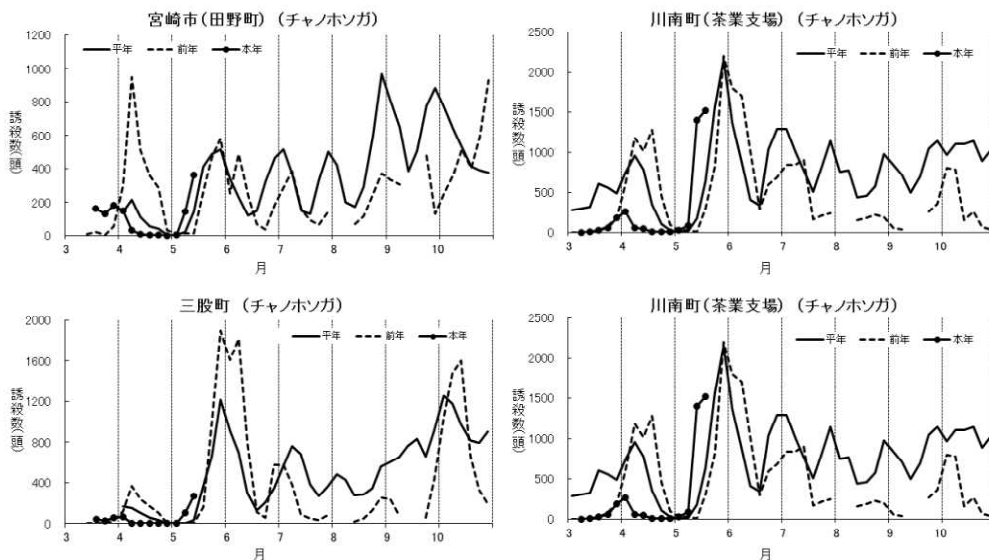 宮崎市(田野町) (チャノホソガ)
平年 前年 本年
誘殺数(頭)
1200
1000
800
600
400
200
0
3 4 5 6 7 8 9 10
月
川南町(茶業支場) (チャノホソガ)
平年 前年 本年
誘殺数(頭)
2500
2000
1500
1000
500
0
3 4 5 6 7 8 9 10
月
三股町 (チャノホソガ)
平年 前年 本年
誘殺数(頭)
2000
1600
1200
800
400
0
3 4 5 6 7 8 9 10
月
川南町(茶業支場) (チャノホソガ)
平年 前年 本年
誘殺数(頭)
2500
2000
1500
1000
500
0
3 4 5 6 7 8 9 10
月